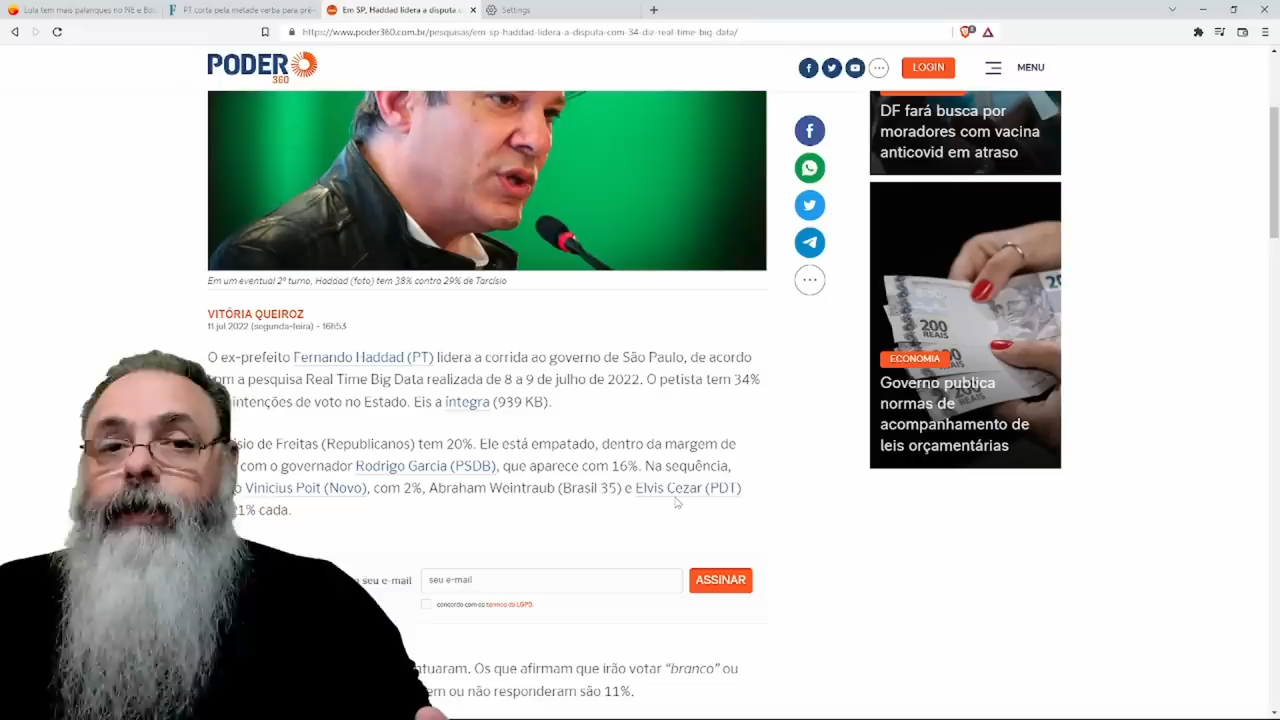 Lula tem mais palanques no NE e Bo
PT corta pela metade verba para pré-
Em SP, Haddad lidera a disputa
Settings
https://www.poder360.com.br/pesquisas/em-sp-haddad-lidera-a-disputa-com-34-diz-real-time-big-data/
PODER
360
LOGIN
MENU
DF fará busca por
moradores com vacina
anticovid em atraso
200
REAIS
ECONOMIA
Governo publica
normas de
acompanhamento de
leis orçamentárias
Em um eventual 2º turno, Haddad (foto) tem 38% contra 29% de Tarcísio
VITÓRIA QUEIROZ
11.jul.2022 (segunda-feira) - 16h53
O ex-prefeito Fernando Haddad (PT) lidera a corrida ao governo de São Paulo, de acordo
a pesquisa Real Time Big Data realizada de 8 a 9 de julho de 2022. O petista tem 34%
intenções de voto no Estado. Eis a íntegra (939 KB).
sio de Freitas (Republicanos) tem 20%. Ele está empatado, dentro da margem de
com o governador Rodrigo Garcia (PSDB), que aparece com 16%. Na sequência,
o Vinicius Poit (Novo), com 2%, Abraham Weintraub (Brasil 35) e Elvis Cezar (PDT)
1% cada.
seu e-mail
seu e-mail
ASSINAR
concordo com os termos da LGPD.
ntuaram. Os que afirmam que irão votar "branco" ou
em ou não responderam são 11%.